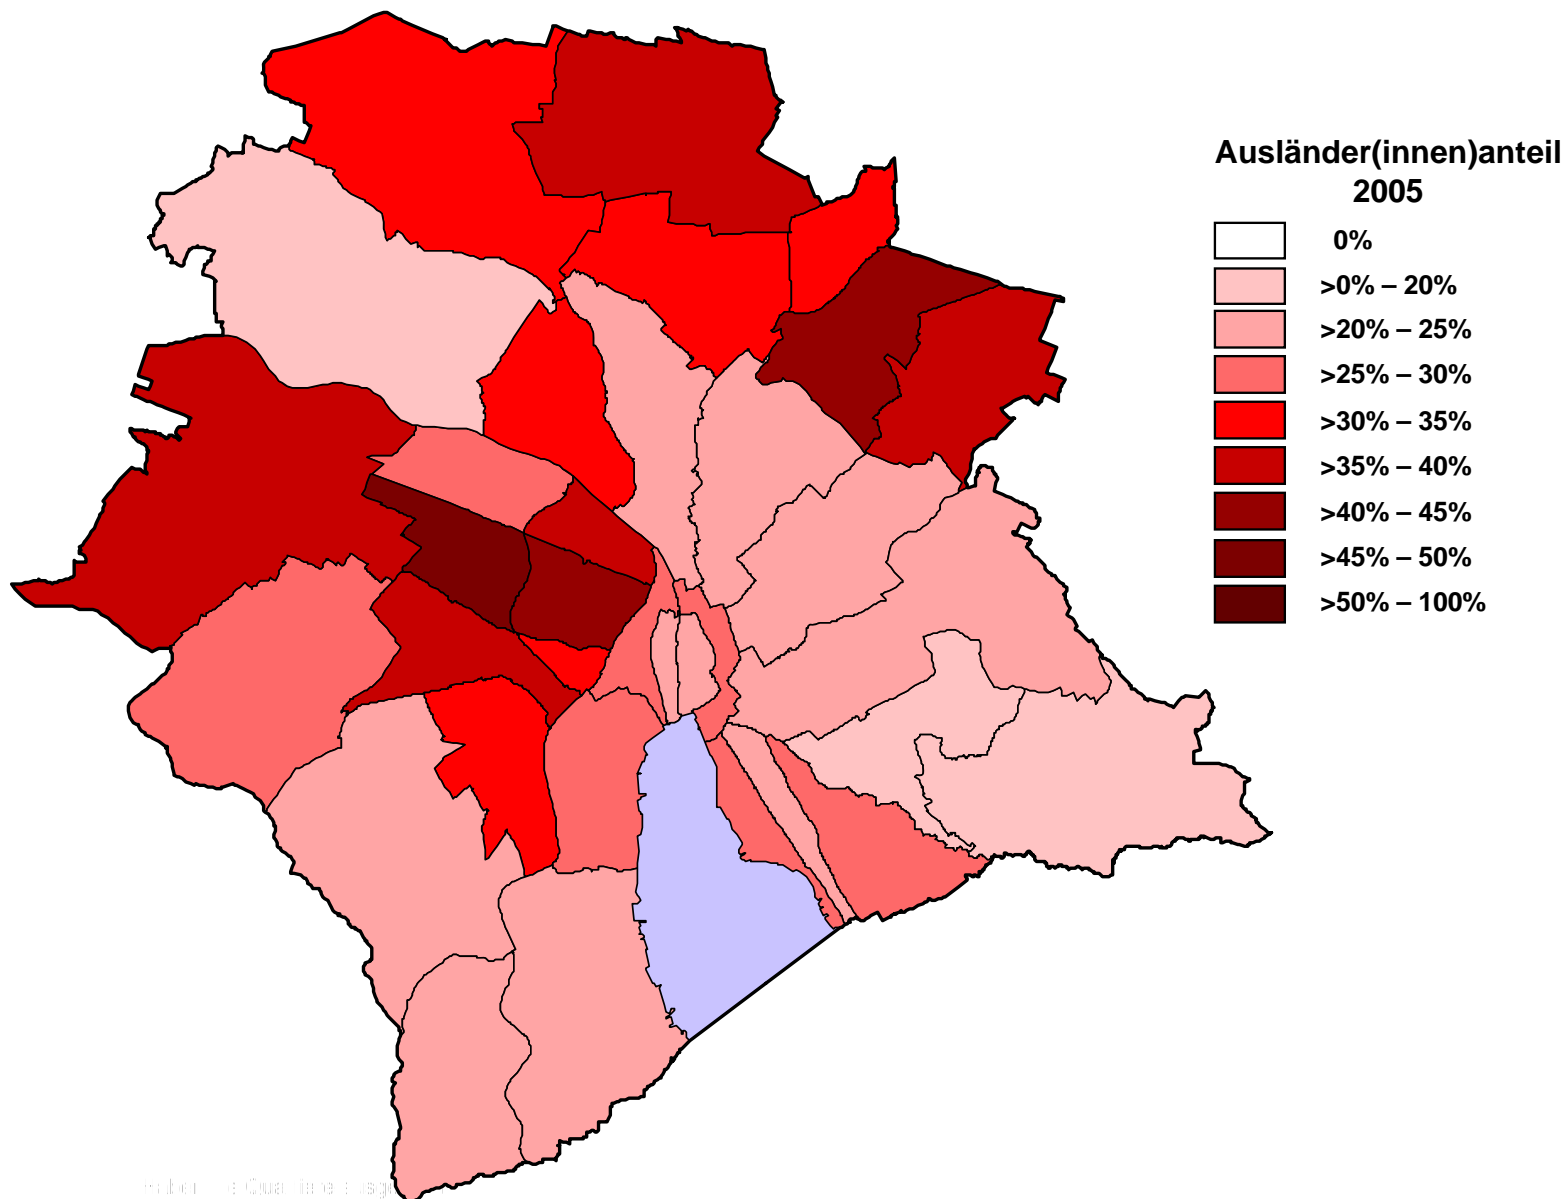 Ausländer(innen)anteil
2005
0%
>0% – 20%
>20% – 25%
>25% – 30%
>30% – 35%
>35% – 40%
>40% – 45%
>45% – 50%
>50% – 100%